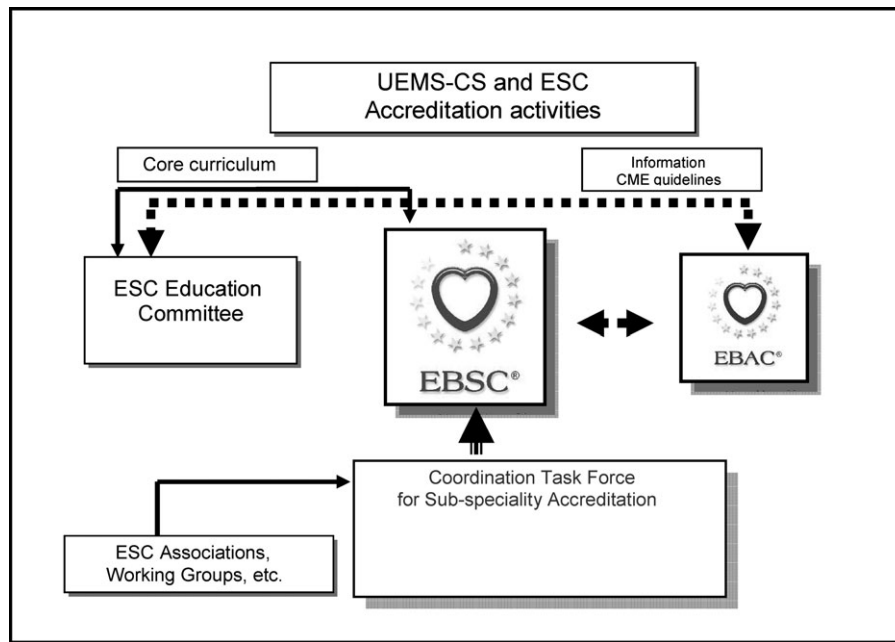 UEMS-CS and ESC
Accreditation activities
Core curriculum
Information
CME guidelines
ESC Education
Committee
EBSC®
EBAC®
Coordination Task Force
for Sub-speciality Accreditation
ESC Associations,
Working Groups, etc.